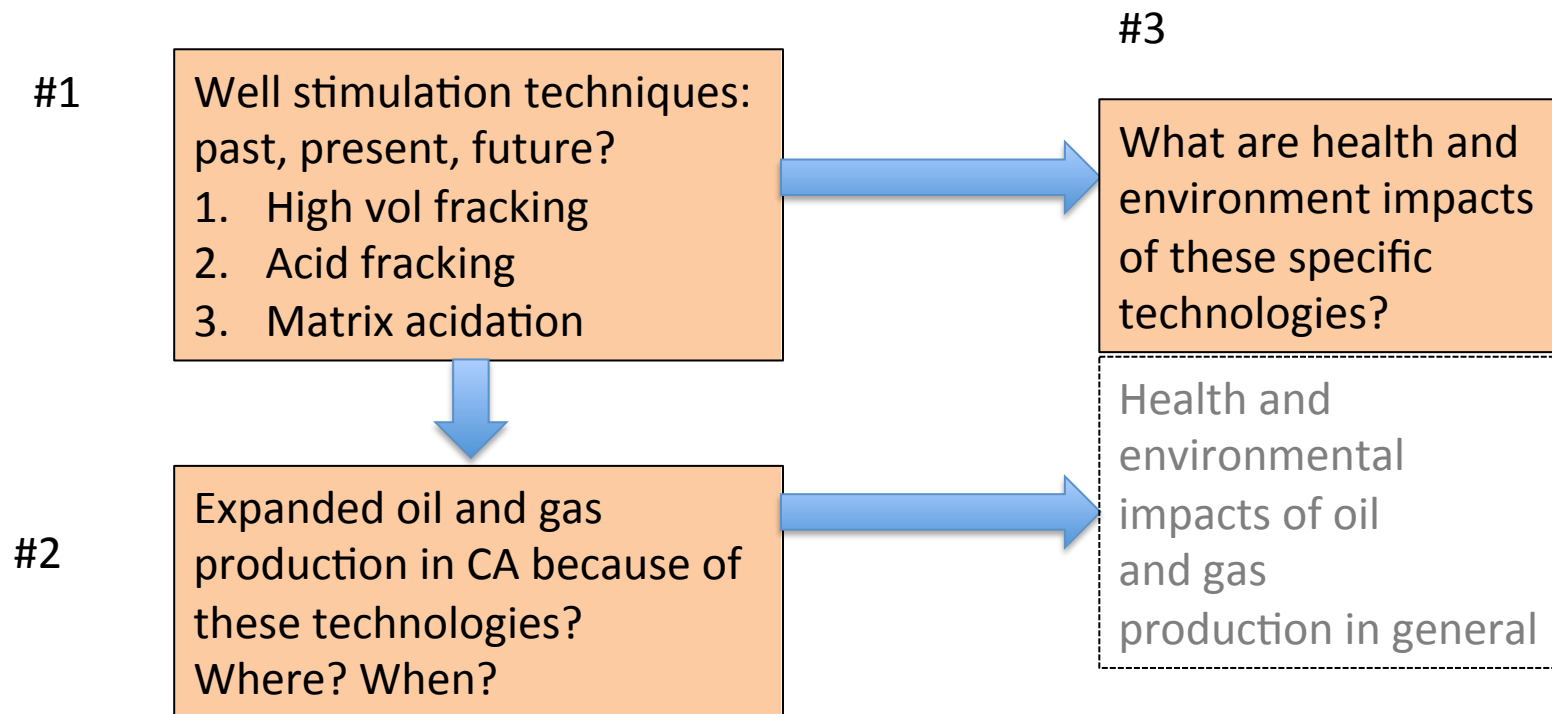 #1
Well stimulation techniques:
past, present, future?
1. High vol fracking
2. Acid fracking
3. Matrix acidation
#2
Expanded oil and gas
production in CA because of
these technologies?
Where? When?
#3
What are health and
environment impacts
of these specific
technologies?
Health and
environmental
impacts of oil
and gas
production in general